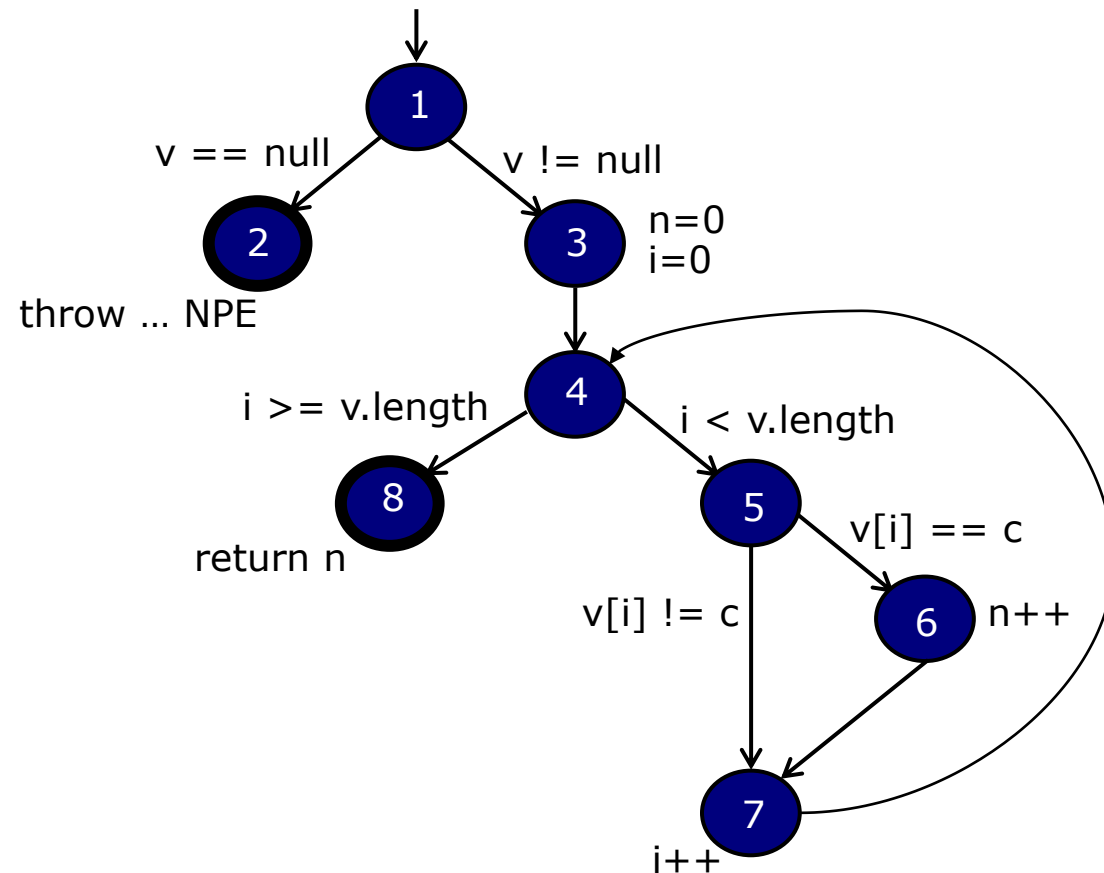 1
v == null
v != null
2
3
n=0
i=0
throw ... NPE
4
i >= v.length
i < v.length
8
5
v[i] == c
return n
v[i] != c
6
n++
7
i++